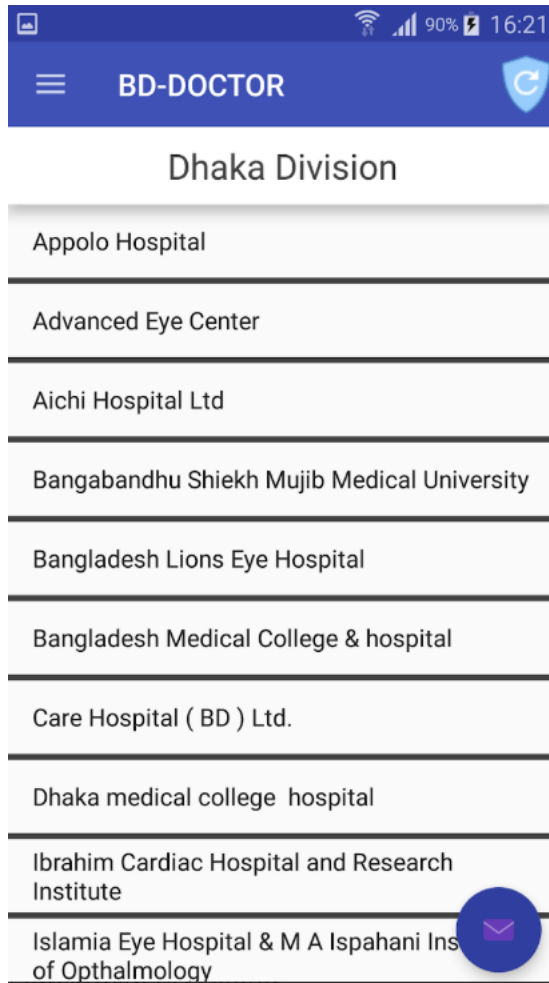 90% 16:21
BD-DOCTOR
Dhaka Division
Appolo Hospital
Advanced Eye Center
Aichi Hospital Ltd
Bangabandhu Shiekh Mujib Medical University
Bangladesh Lions Eye Hospital
Bangladesh Medical College & hospital
Care Hospital ( BD ) Ltd.
Dhaka medical college  hospital
Ibrahim Cardiac Hospital and Research
Institute
Islamia Eye Hospital & M A Ispahani Ins
of Opthalmology